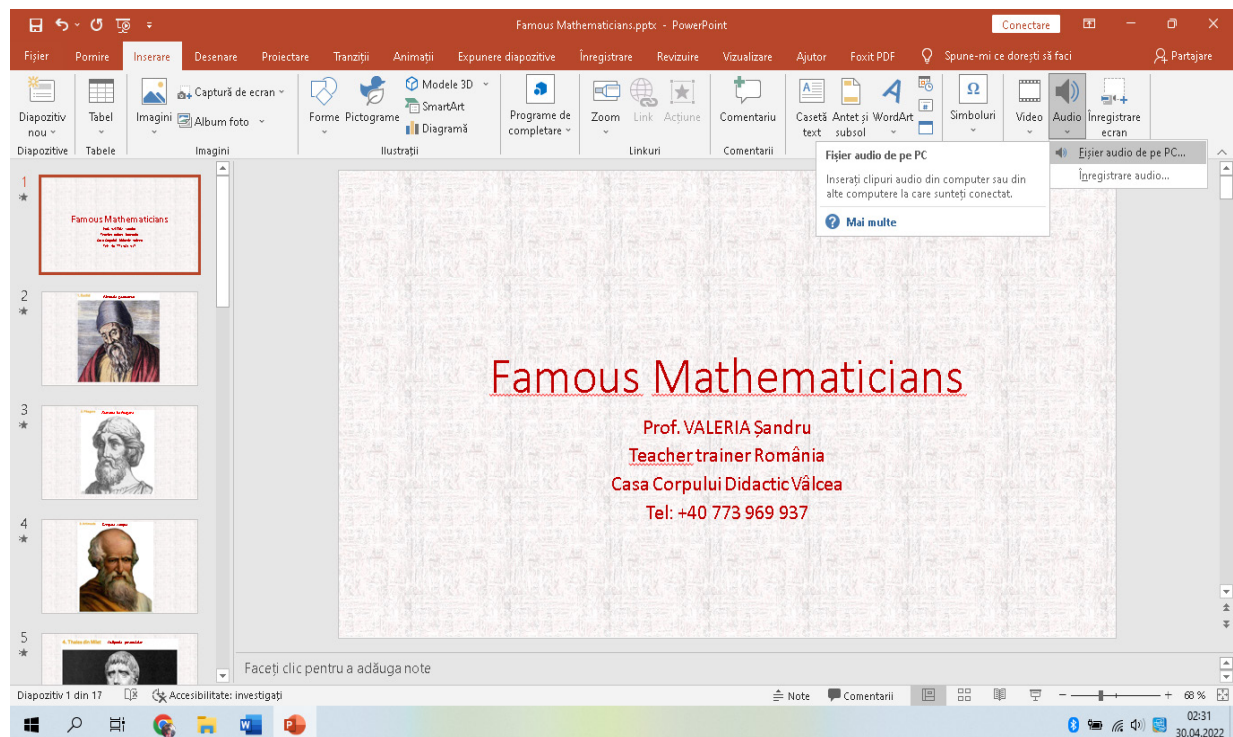 Famous Mathematicians.pptx - PowerPoint
Conectare
Fișier Pornire Inserare Desenare Proiectare Tranziții Animații Expunere diapozitive Înregistrare Revizuire Vizualizare Ajutor Foxit PDF Spune-mi ce dorești să faci Partajare
Diapozitiv nou
Tabel
Imagini
Captură de ecran
Album foto
Forme
Pictograme
Modele 3D
SmartArt
Diagramă
Programe de completare
Zoom
Link
Acțiune
Comentariu
Casetă text
Antet și subsol
WordArt
Simboluri
Video
Audio
Înregistrare ecran
Diapozitive Tabele Imagini Ilustrații Linkuri Comentarii
Fișier audio de pe PC...
Înregistrare audio...
Fișier audio de pe PC
Inserați clipuri audio din computer sau din
alte computere la care sunteți conectat.
Mai multe
1
Famous Mathematicians
2
3
4
5
Famous Mathematicians
Prof. VALERIA Șandru
Teacher trainer România
Casa Corpului Didactic Vâlcea
Tel: +40 773 969 937
Faceți clic pentru a adăuga note
Diapozitiv 1 din 17 Accesibilitate: investigați Note Comentarii 68 %
02:31
30.04.2022